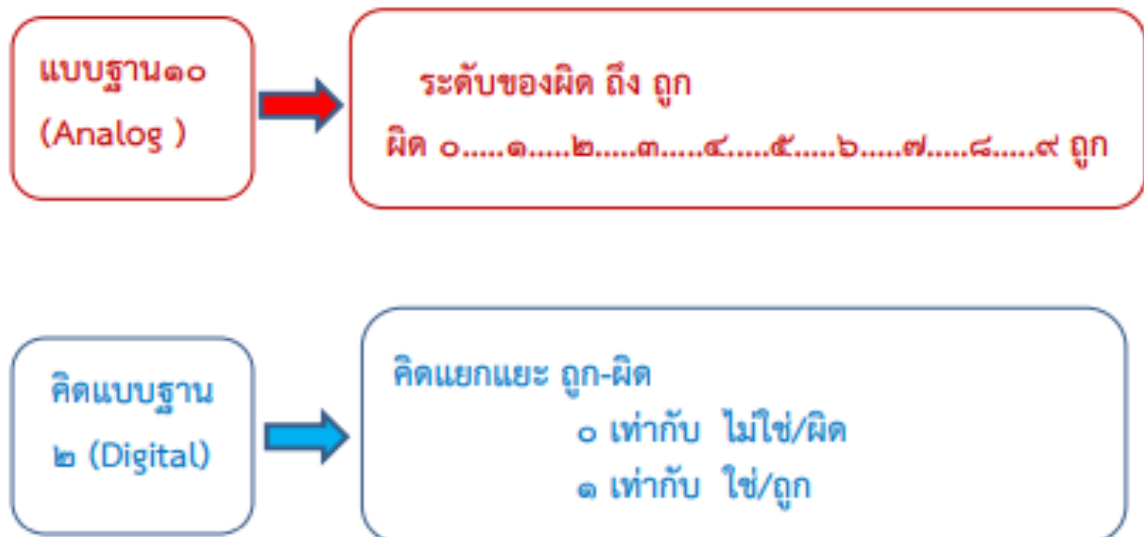 แบบฐาน๑๐
(Analog )
ระดับของผิด ถึง ถูก
ผิด ๐.....๑.....๒.....๓.....๔.....๕.....๖.....๗.....๘.....๙ ถูก
คิดแบบฐาน
๒ (Digital)
คิดแยกแยะ ถูก-ผิด
๐ เท่ากับ ไม่ใช่/ผิด
๑ เท่ากับ ใช่/ถูก